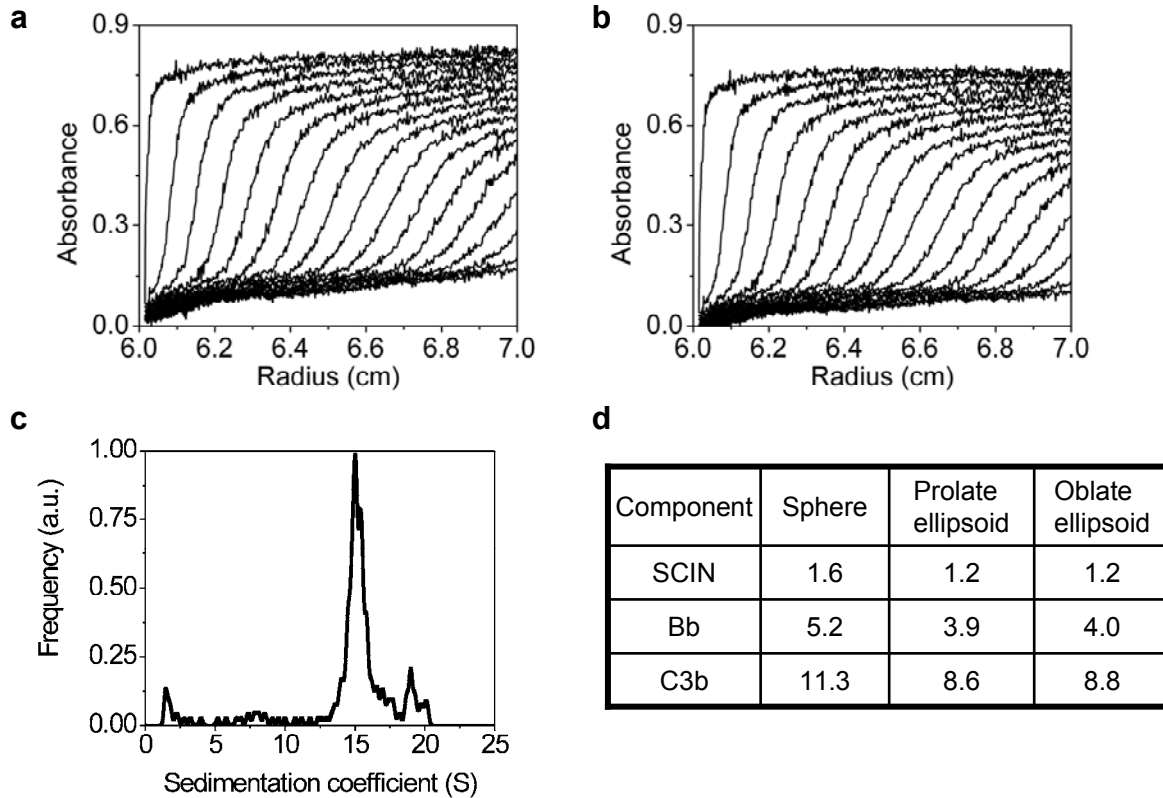 a
0.9
0.6
0.3
0.0
Absorbance
6.0 6.2 6.4 6.6 6.8 7.0
Radius (cm)
b
0.9
0.6
0.3
0.0
Absorbance
6.0 6.2 6.4 6.6 6.8 7.0
Radius (cm)
c
1.00
0.75
0.50
0.25
0.00
Frequency (a.u.)
0 5 10 15 20 25
Sedimentation coefficient (S)
d
Component Sphere Prolate ellipsoid Oblate ellipsoid
SCIN 1.6 1.2 1.2
Bb 5.2 3.9 4.0
C3b 11.3 8.6 8.8